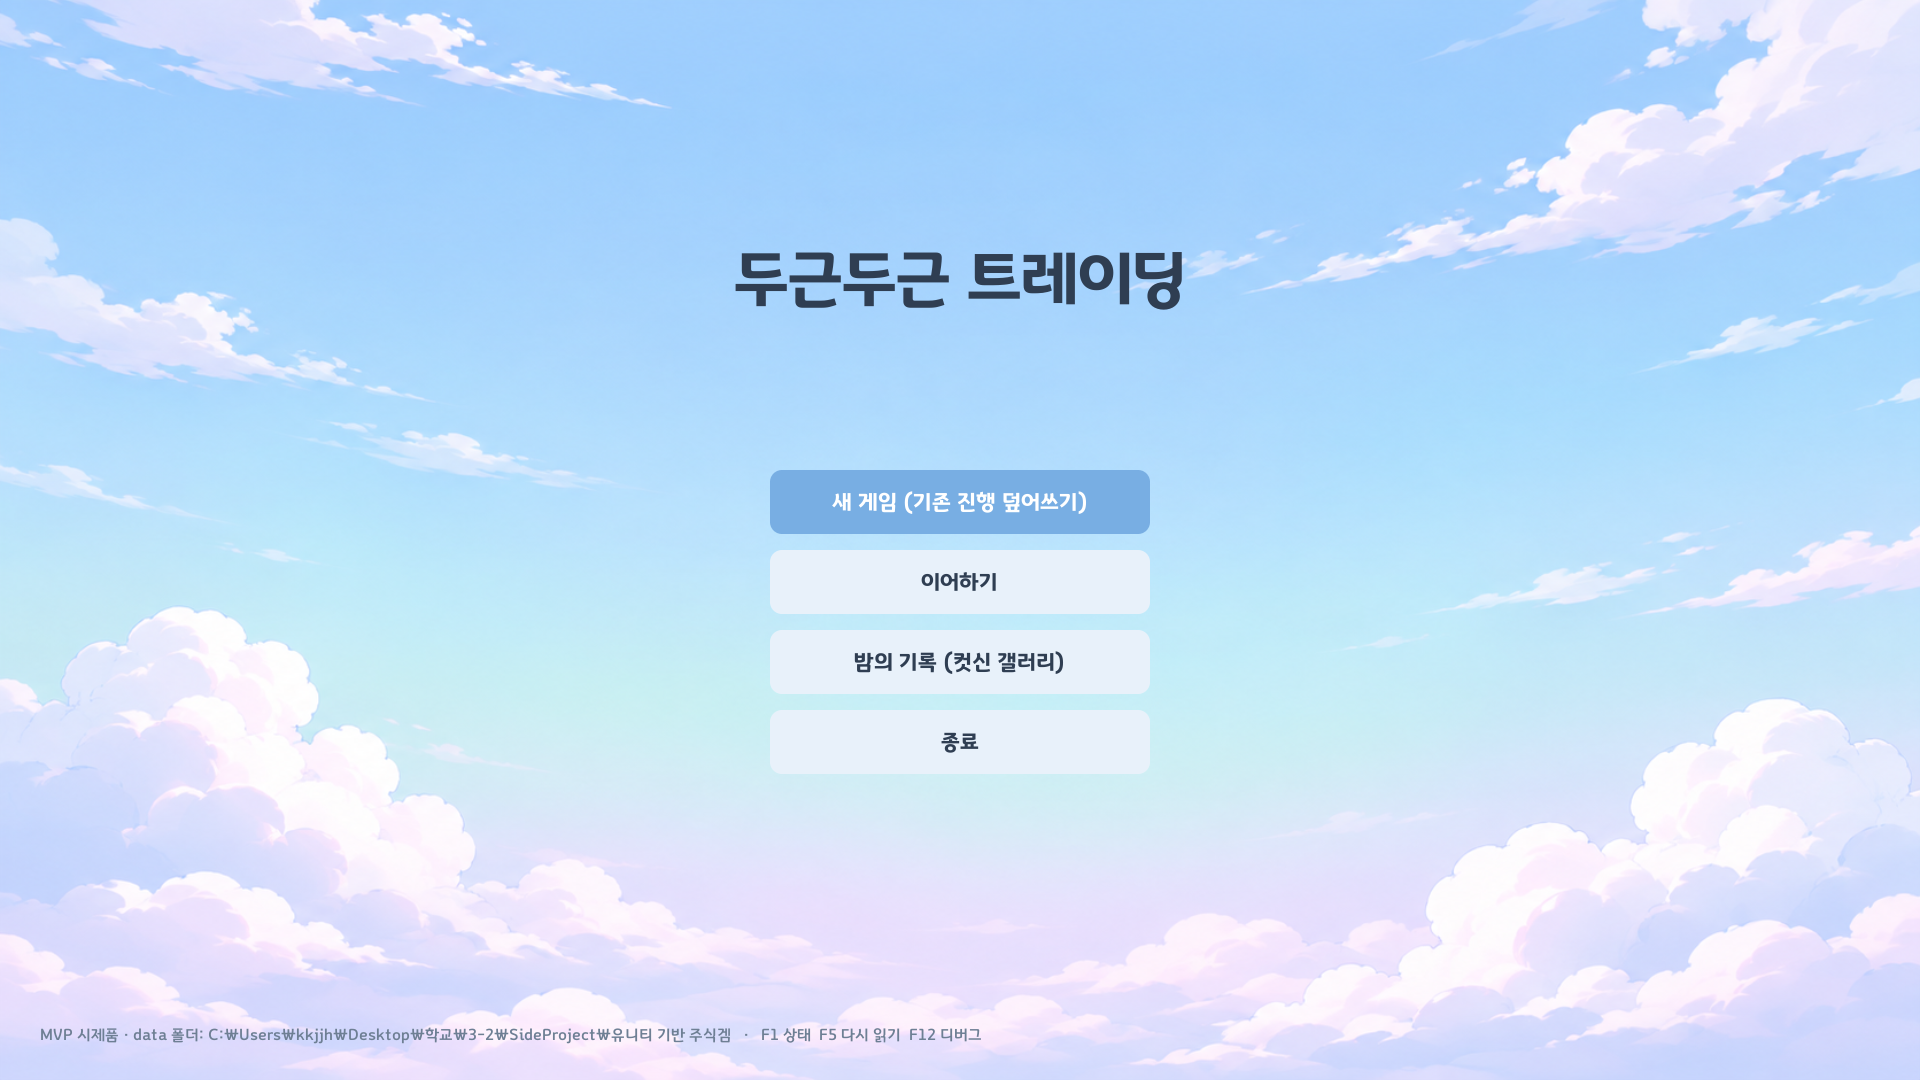 두근두근 트레이딩
새 게임 (기존 진행 덮어쓰기)
이어하기
밤의 기록 (컷신 갤러리)
종료
MVP 시제품 · data 폴더: C:₩Users₩kkjjh₩Desktop₩학교₩3-2₩SideProject₩유니티 기반 주식겜 · F1 상태 F5 다시 읽기 F12 디버그